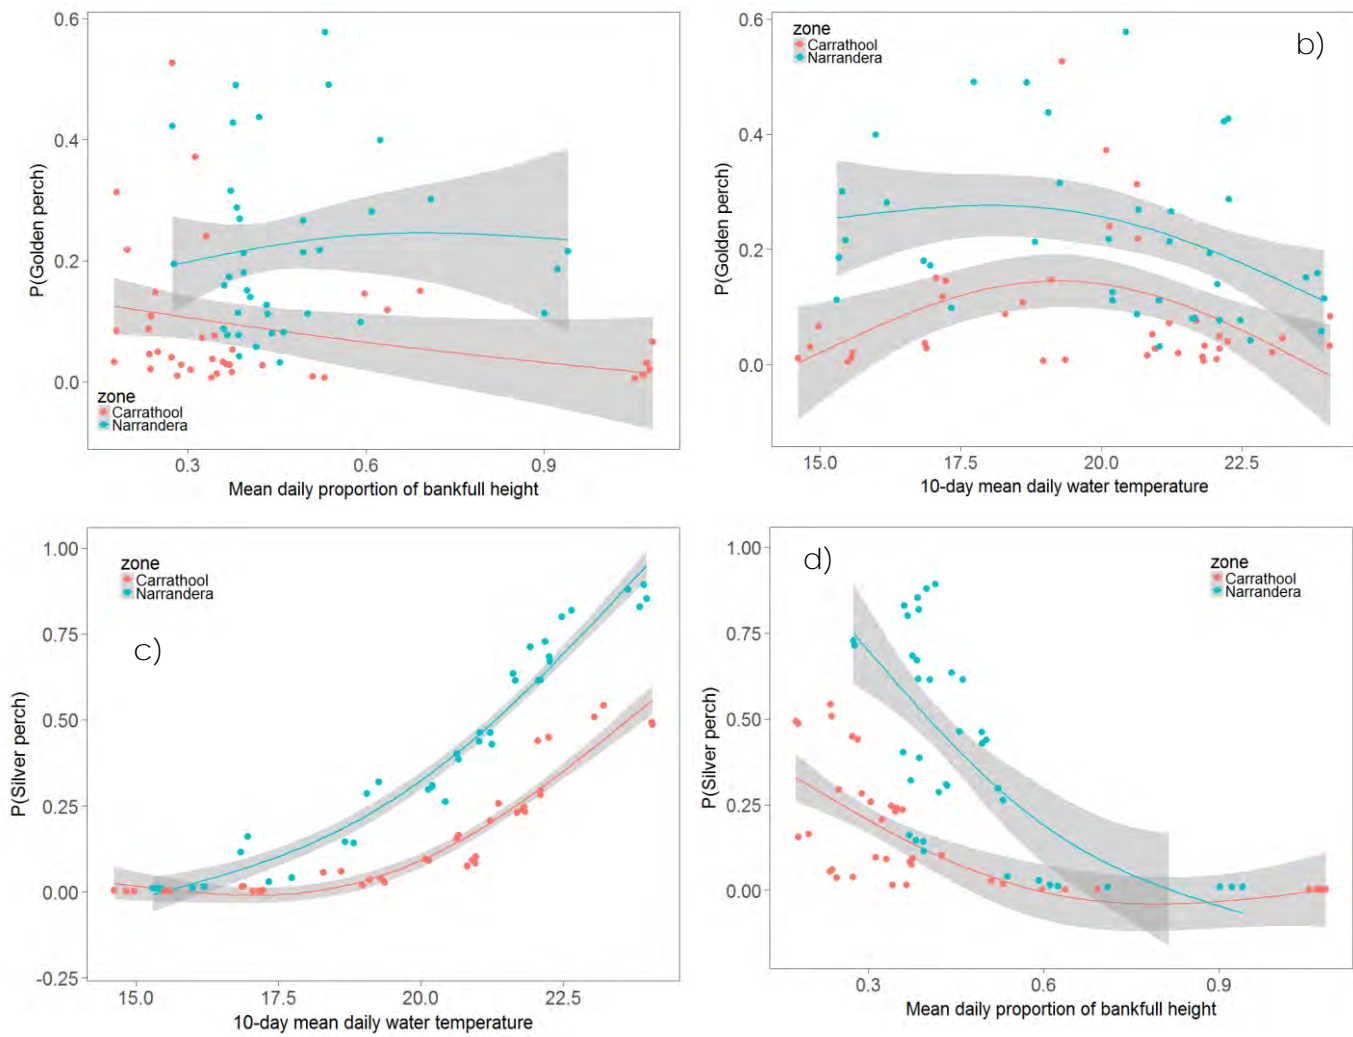 0.6
0.4
0.2
0.0
P(Golden perch)
zone
Carrathool
Narrandera
0.3 0.6 0.9
Mean daily proportion of bankfull height
b)
zone
Carrathool
Narrandera
0.6
0.4
0.2
0.0
P(Golden perch)
15.0 17.5 20.0 22.5
10-day mean daily water temperature
c)
zone
Carrathool
Narrandera
1.00
0.75
0.50
0.25
0.00
-0.25
P(Silver perch)
15.0 17.5 20.0 22.5
10-day mean daily water temperature
d)
zone
Carrathool
Narrandera
1.00
0.75
0.50
0.25
0.00
P(Silver perch)
0.3 0.6 0.9
Mean daily proportion of bankfull height